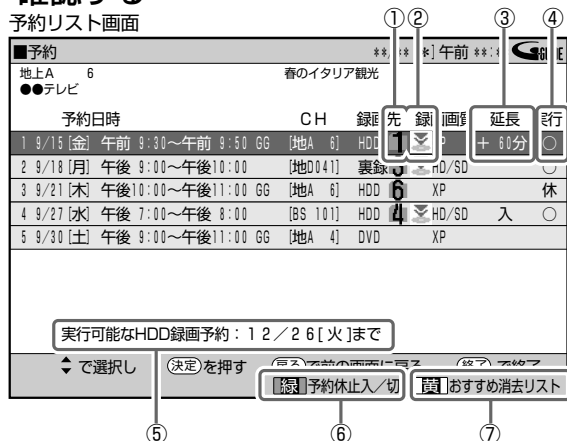 予約リスト画面
① ② ③ ④
■予約 午前
地上A 6 春のイタリア観光
●●テレビ
予約日時 CH 録画先 録画画質 延長 実行
1 9/15[金] 午前 9:30〜午前 9:50 GG [地A 6] HDD 1 + 60分 ○
2 9/18[月] 午後 9:00〜午後10:00 [地D041] 裏録 HD/SD ○
3 9/21[木] 午後10:00〜午後11:00 GG [地A 6] HDD 6 XP 休
4 9/27[水] 午後 7:00〜午後 8:00 [BS 101] HDD 4 HD/SD 入 ○
5 9/30[土] 午後 9:00〜午後11:00 GG [地A 4] DVD XP
実行可能なHDD録画予約：12／26[火]まで
で選択し 決定を押す 戻るで前の画面に戻る 終了で終了
緑 予約休止入／切 黄 おすすめ消去リスト
⑤ ⑥ ⑦